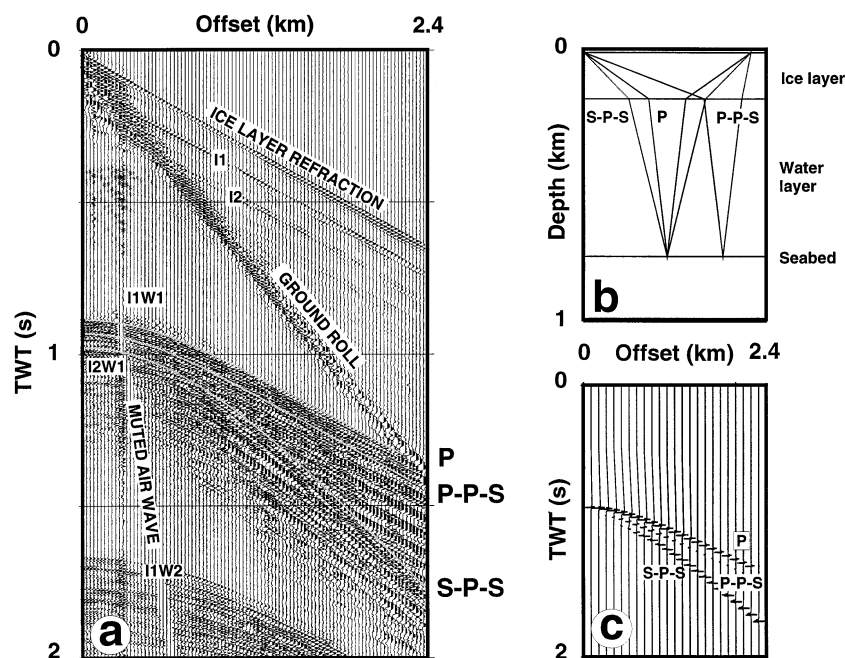 0
Offset (km)
2.4
0
ICE LAYER REFRACTION
I1
I2
GROUND ROLL
I1W1
TWT (s)
1
I2W1
MUTED AIR WAVE
P
P-P-S
S-P-S
I1W2
a
2
0
Ice layer
S-P-S
P
P-P-S
Depth (km)
Water
layer
Seabed
b
1
0
Offset (km)
2.4
0
TWT (s)
P
S-P-S
P-P-S
c
2